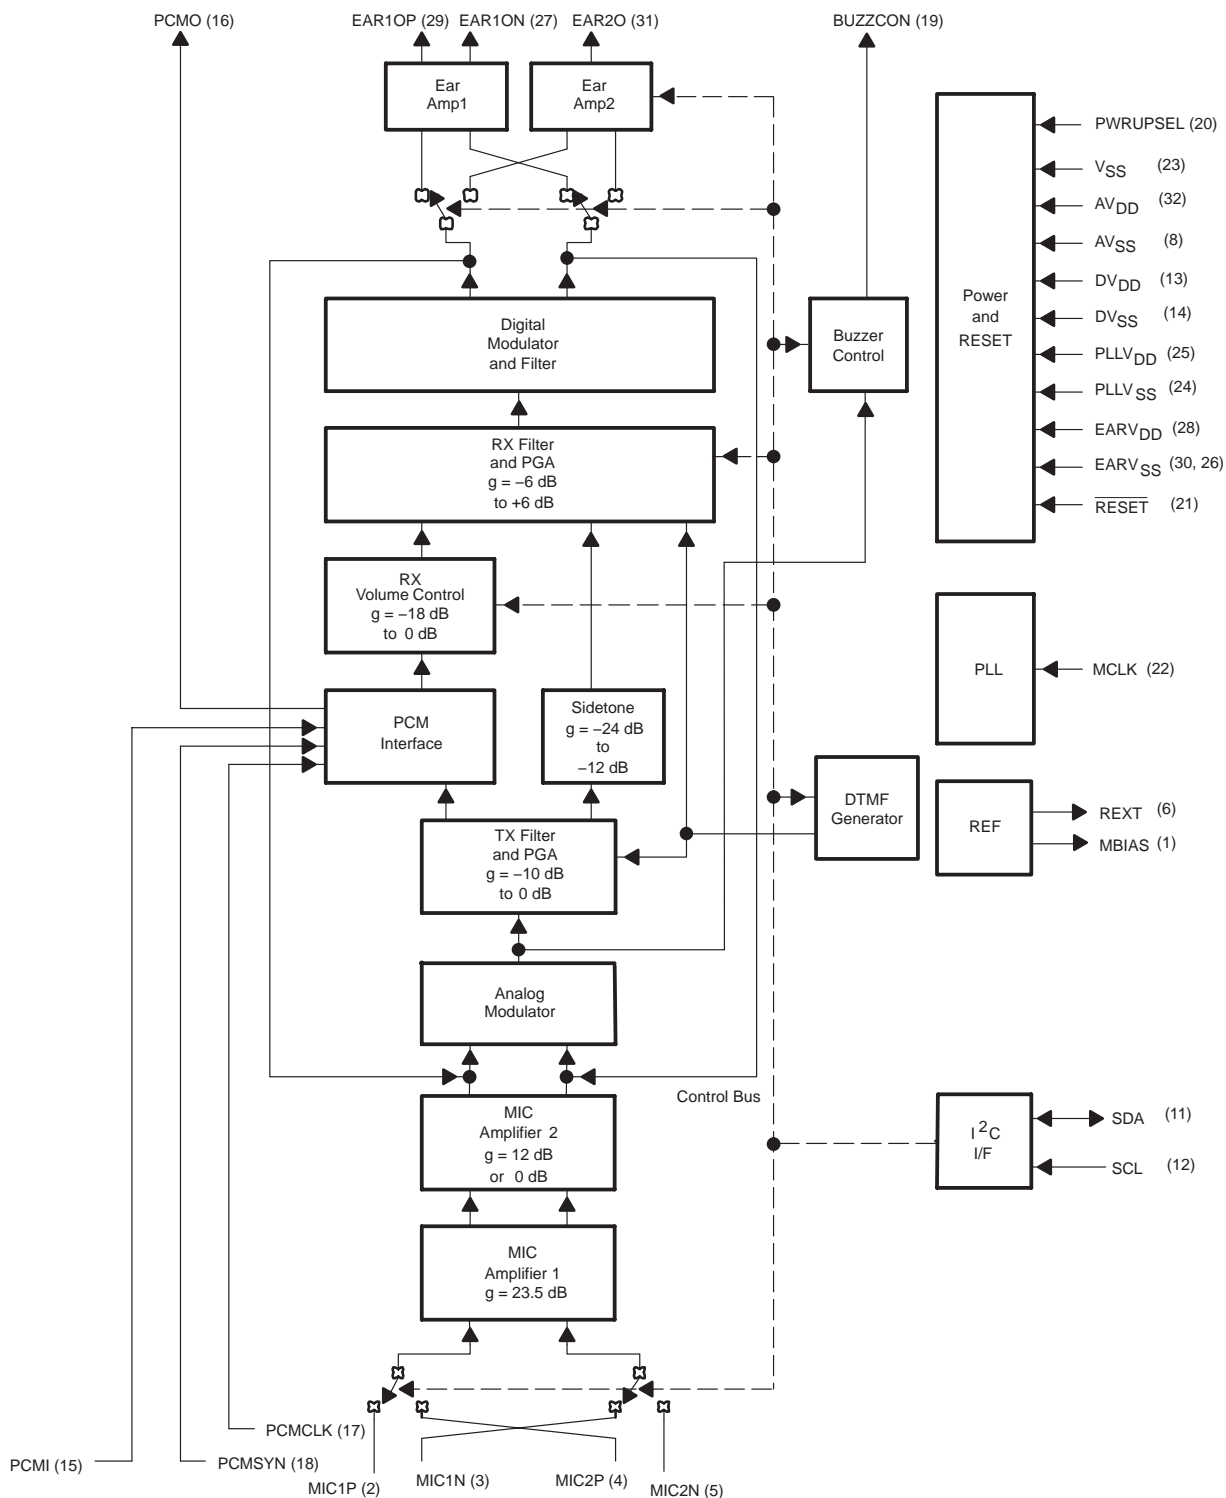 PCMO (16)
EAR1OP (29)
EAR1ON (27)
EAR2O (31)
BUZZCON (19)
Ear
Amp1
Ear
Amp2
PWRUPSEL (20)
VSS (23)
AVDD (32)
AVSS (8)
DVDD (13)
DVSS (14)
PLLVDD (25)
PLLVSS (24)
EARVDD (28)
EARVSS (30, 26)
RESET (21)
Power
and
RESET
Digital
Modulator
and Filter
Buzzer
Control
RX Filter
and PGA
g = –6 dB
to +6 dB
RX
Volume Control
g = –18 dB
to 0 dB
PLL
MCLK (22)
PCM
Interface
Sidetone
g = –24 dB
to
–12 dB
DTMF
Generator
REF
REXT (6)
MBIAS (1)
TX Filter
and PGA
g = –10 dB
to 0 dB
Analog
Modulator
Control Bus
MIC
Amplifier 2
g = 12 dB
or 0 dB
I2C
I/F
SDA (11)
SCL (12)
MIC
Amplifier 1
g = 23.5 dB
PCMCLK (17)
PCMI (15)
PCMSYN (18)
MIC1P (2)
MIC1N (3)
MIC2P (4)
MIC2N (5)